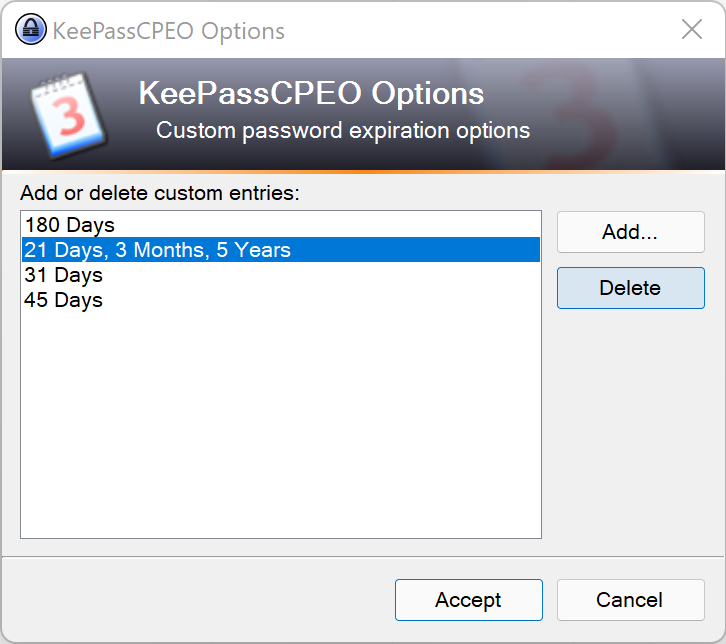 KeePassCPEO Options
KeePassCPEO Options
3
Custom password expiration options
3
Add or delete custom entries:
180 Days
21 Days, 3 Months, 5 Years
31 Days
45 Days
Add...
Delete
Accept
Cancel